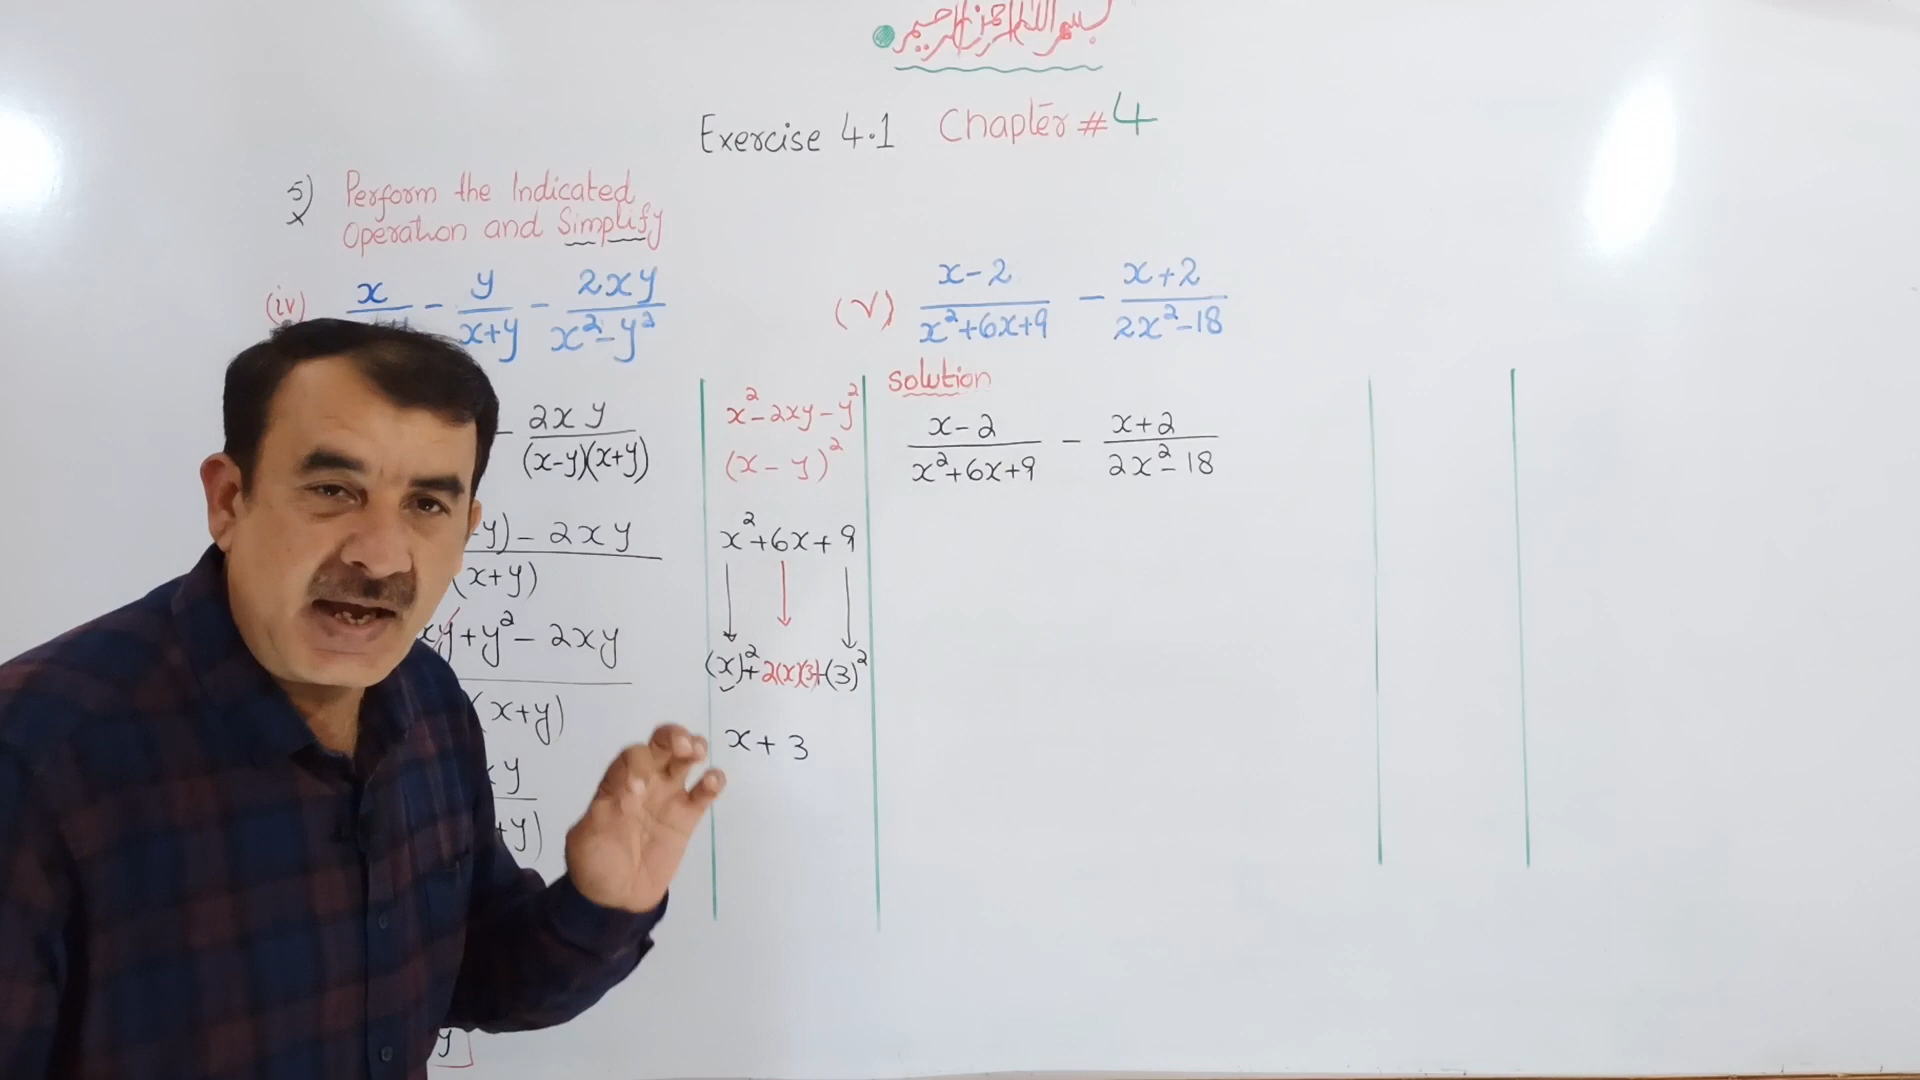 بسم اللہ الرحمن الرحیم
Exercise 4.1 Chapter # 4
5) Perform the Indicated
Operation and Simplify
(iv) x - y/x+y - 2xy/x²-y²
(V) x-2/x²+6x+9 - x+2/2x²-18
- 2xy/(x-y)(x+y)
y) - 2xy
(x+y)
xy+y²- 2xy
(x+y)
y
+y)
y
x²-2xy-y²
(x-y)²
x²+6x+9
(x)²+2(x)(3)+(3)²
x+3
Solution
x-2/x²+6x+9 - x+2/2x²-18